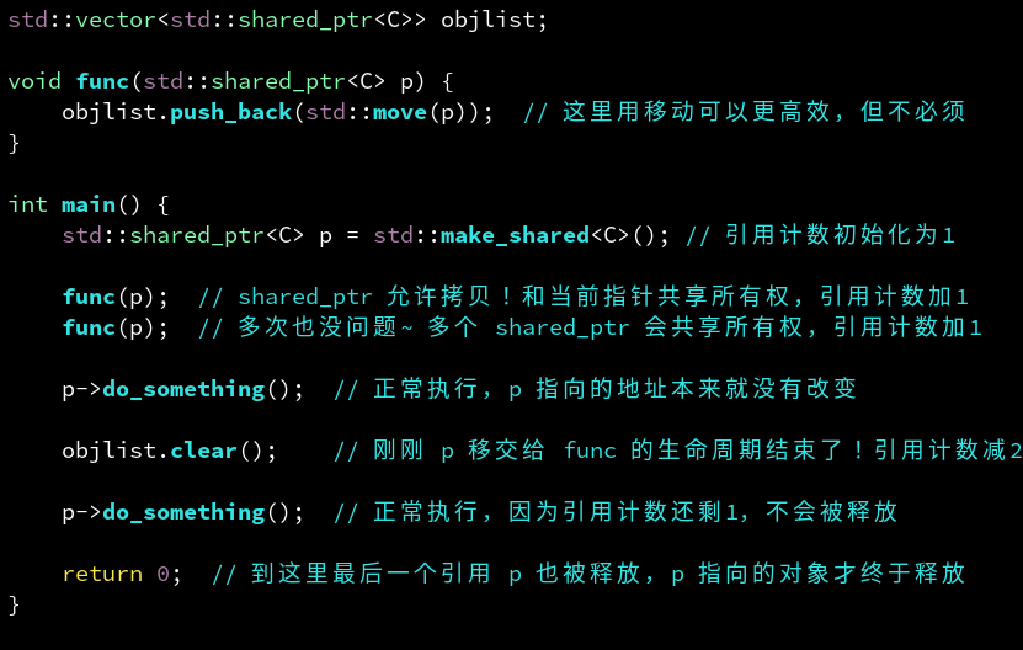 std::vector<std::shared_ptr<C>> objlist;
void func(std::shared_ptr<C> p) {
    objlist.push_back(std::move(p));  // 这里用移动可以更高效，但不必须
}
int main() {
    std::shared_ptr<C> p = std::make_shared<C>(); // 引用计数初始化为1
    func(p);  // shared_ptr 允许拷贝！和当前指针共享所有权，引用计数加1
    func(p);  // 多次也没问题~ 多个 shared_ptr 会共享所有权，引用计数加1
    p->do_something();  // 正常执行，p 指向的地址本来就没有改变
    objlist.clear();    // 刚刚 p 移交给 func 的生命周期结束了！引用计数减2
    p->do_something();  // 正常执行，因为引用计数还剩1，不会被释放
    return 0;  // 到这里最后一个引用 p 也被释放，p 指向的对象才终于释放
}